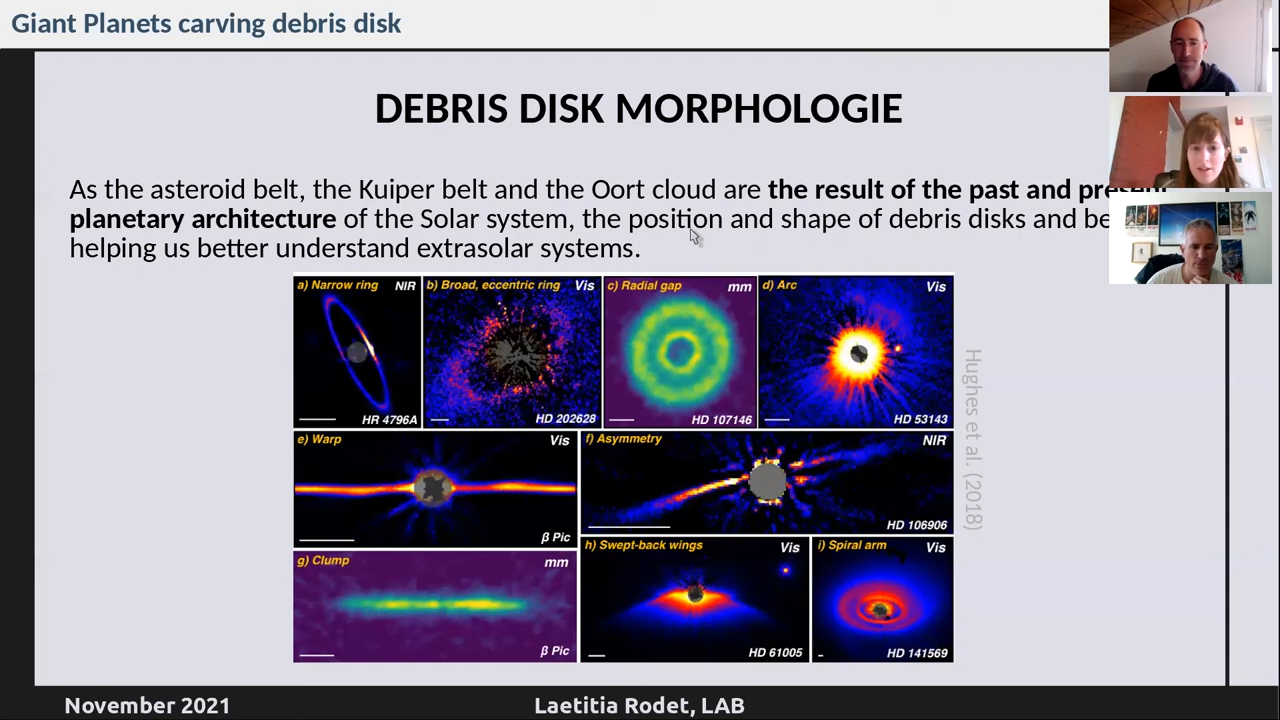 Giant Planets carving debris disk
DEBRIS DISK MORPHOLOGIE
As the asteroid belt, the Kuiper belt and the Oort cloud are the result of the past and present
planetary architecture of the Solar system, the position and shape of debris disks and
helping us better understand extrasolar systems.
a) Narrow ring NIR
HR 4796A
b) Broad, eccentric ring Vis
HD 202628
c) Radial gap mm
HD 107146
d) Arc Vis
HD 53143
Hughes et al. (2018)
e) Warp Vis
β Pic
f) Asymmetry NIR
HD 106906
g) Clump mm
β Pic
h) Swept-back wings Vis
HD 61005
i) Spiral arm Vis
HD 141569
November 2021
Laetitia Rodet, LAB